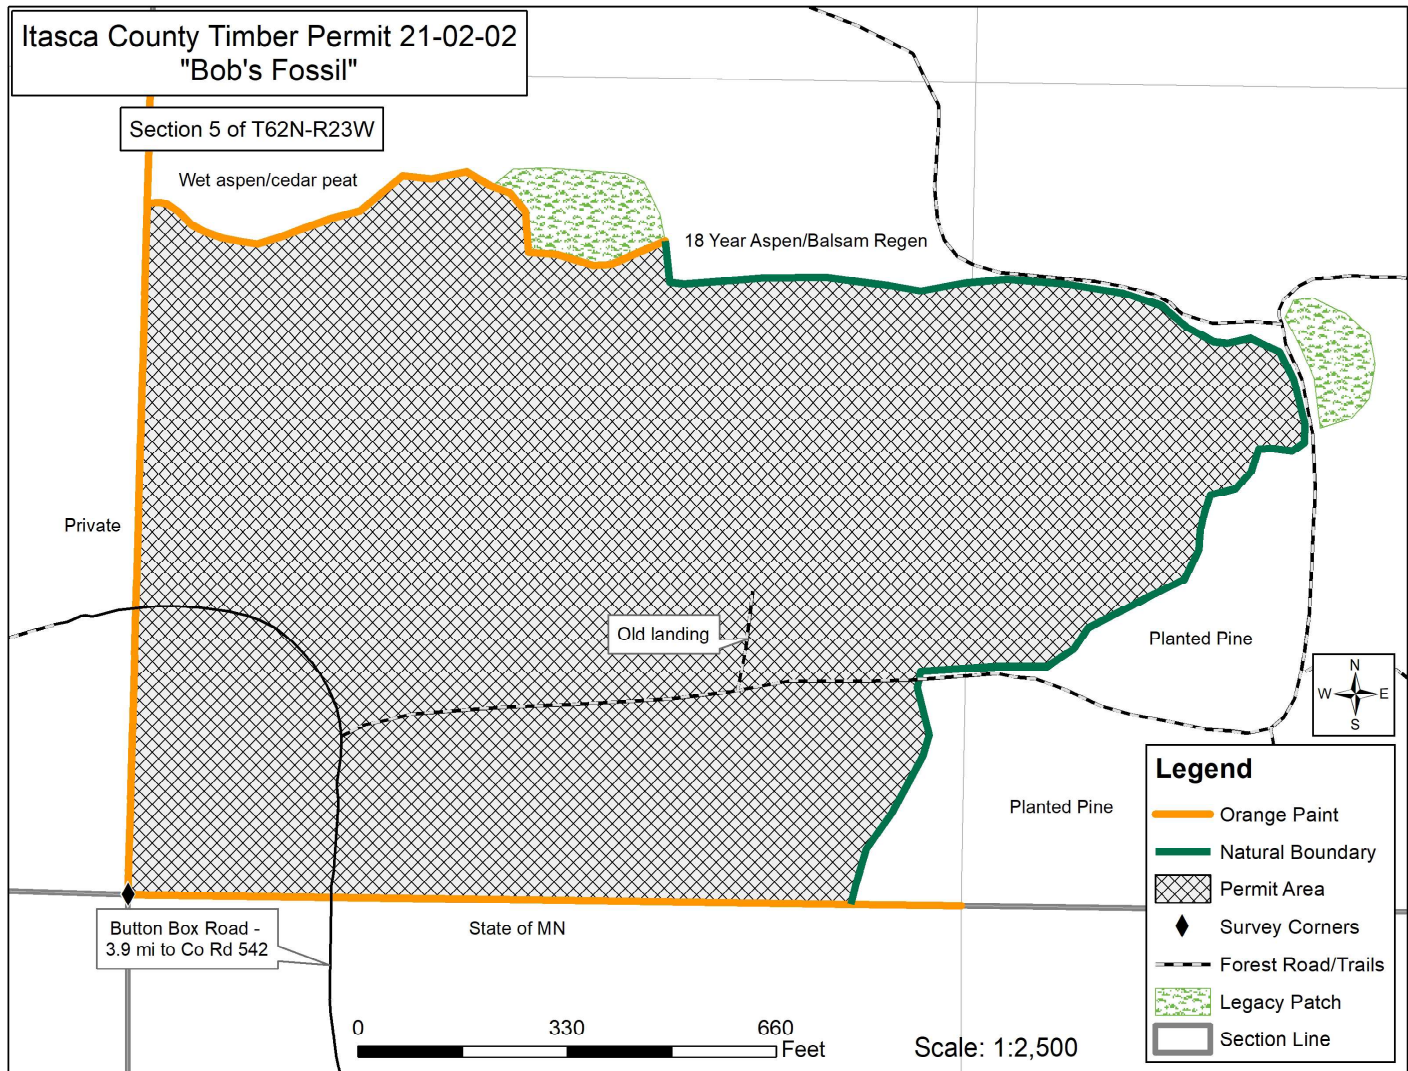 Itasca County Timber Permit 21-02-02
"Bob's Fossil"
Section 5 of T62N-R23W
Wet aspen/cedar peat
18 Year Aspen/Balsam Regen
Private
Old landing
Planted Pine
N
W E
S
Planted Pine
Button Box Road -
3.9 mi to Co Rd 542
State of MN
Legend
Orange Paint
Natural Boundary
Permit Area
Survey Corners
Forest Road/Trails
Legacy Patch
Section Line
0 330 660
Feet
Scale: 1:2,500